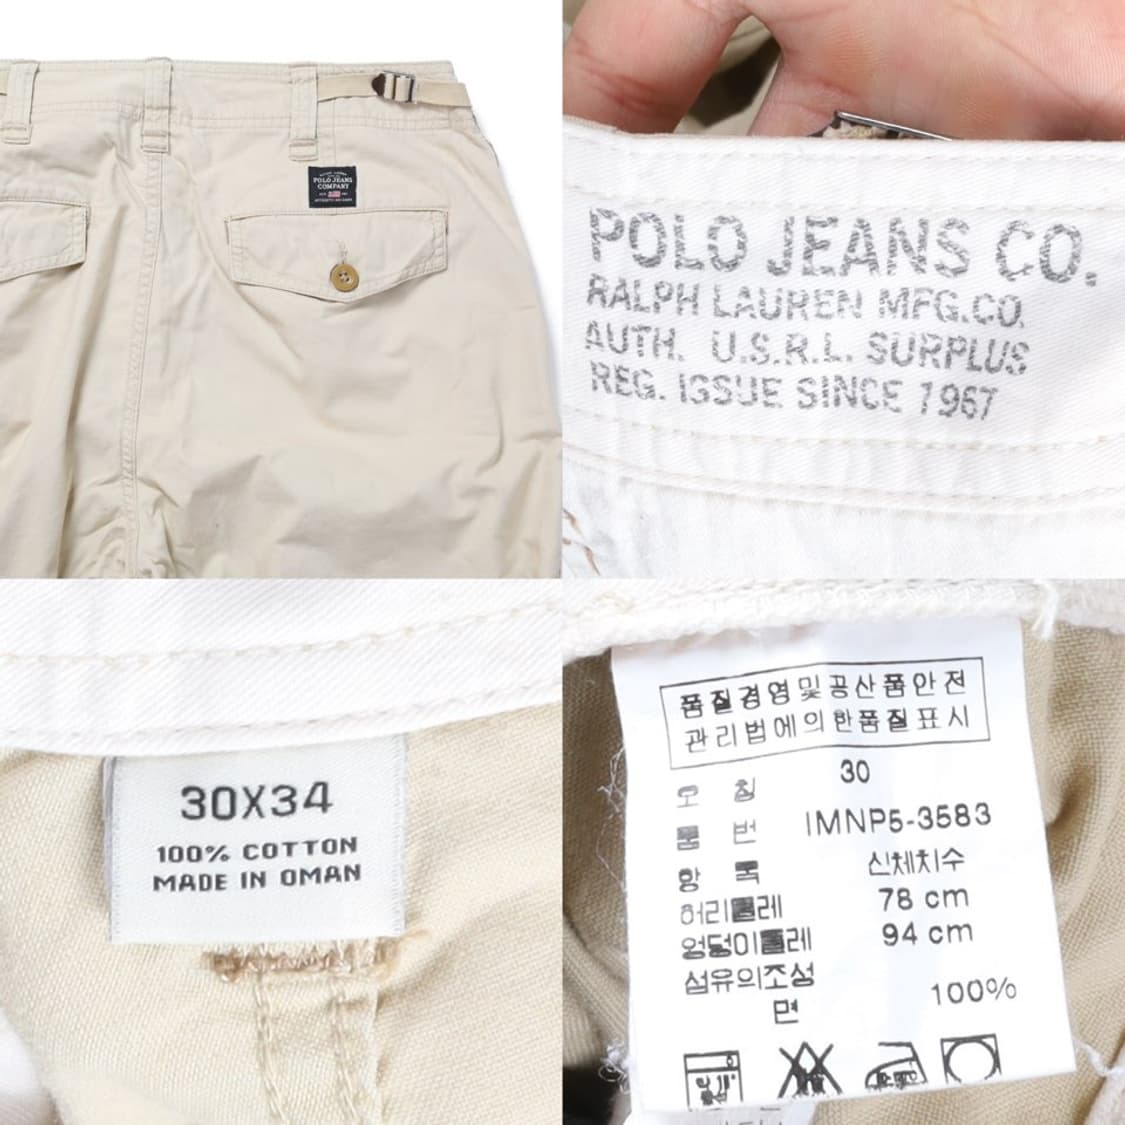 POLO JEANS
COMPANY
POLO JEANS CO.
RALPH LAUREN MFG.CO.
AUTH. U.S.R.L. SURPLUS
REG. ISSUE SINCE 1967
30X34
100% COTTON
MADE IN OMAN
품질경영및공산품안전
관리법에의한품질표시
호 칭 30
품 번 IMNP5-3583
항 목 신체치수
허리둘레 78 cm
엉덩이둘레 94 cm
섬유의조성
면 100%